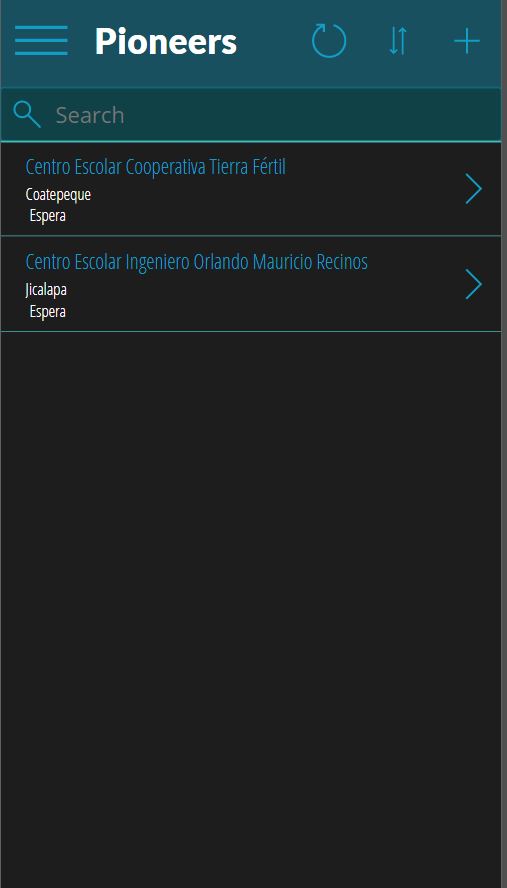 Pioneers
Search
Centro Escolar Cooperativa Tierra Fértil
Coatepeque
Espera
Centro Escolar Ingeniero Orlando Mauricio Recinos
Jicalapa
Espera